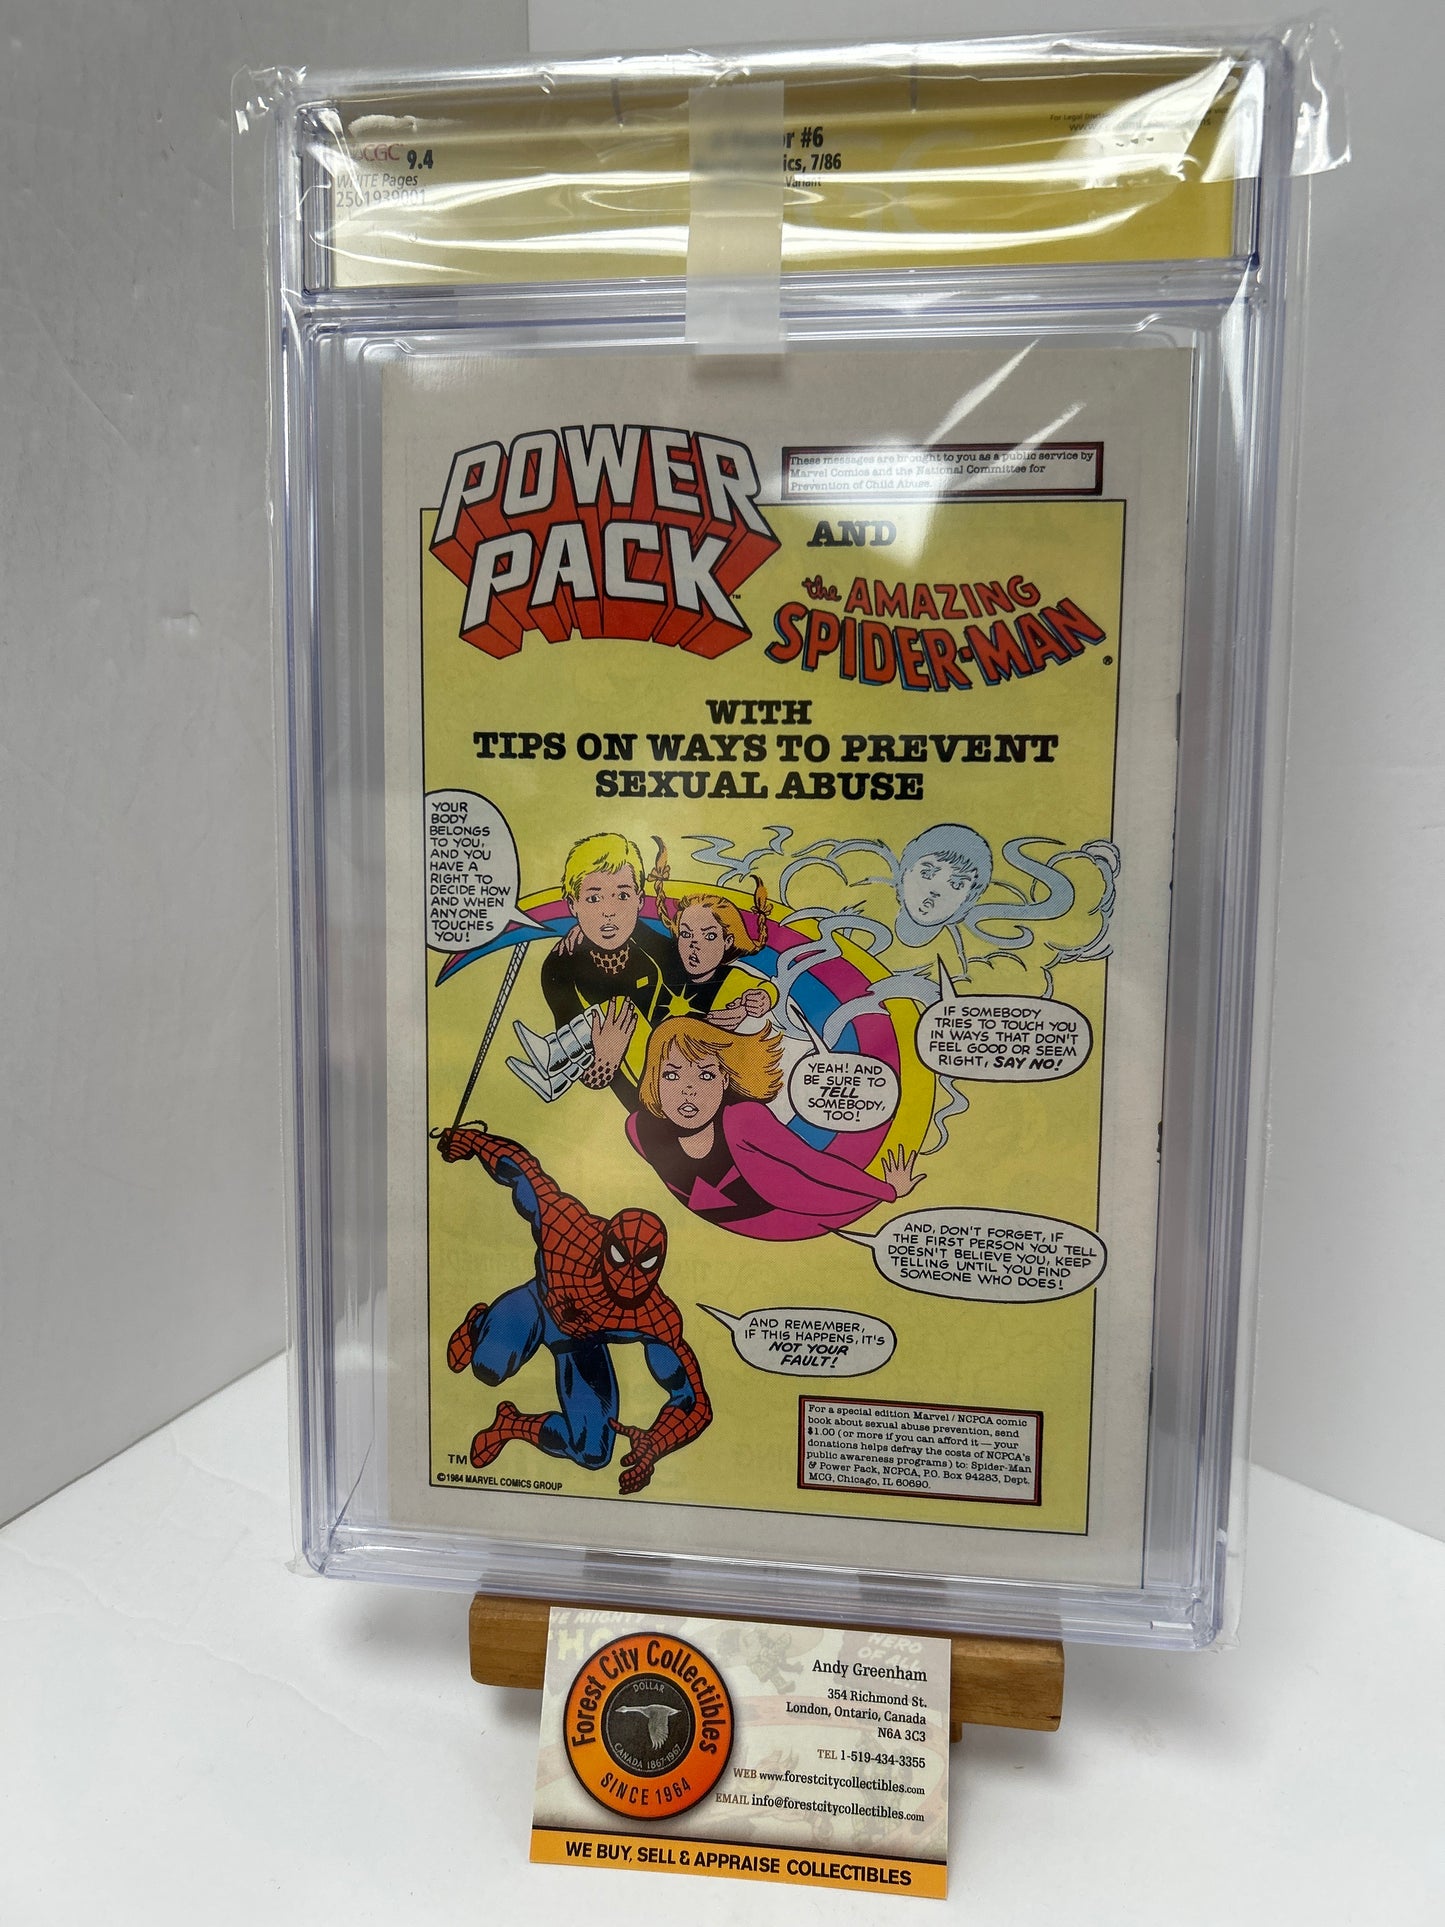 CGC 9.4
WHITE Pages
2501939001
#6
7/86
Variant
For Legal
POWER
PACK
™
These messages are brought to you as a public service by
Marvel Comics and the National Committee for
Prevention of Child Abuse.
AND
the AMAZING
SPIDER-MAN
®
WITH
TIPS ON WAYS TO PREVENT
SEXUAL ABUSE
YOUR
BODY
BELONGS
TO YOU,
AND YOU
HAVE A
RIGHT TO
DECIDE HOW
AND WHEN
ANYONE
TOUCHES
YOU!
IF SOMEBODY
TRIES TO TOUCH YOU
IN WAYS THAT DON'T
FEEL GOOD OR SEEM
RIGHT, SAY NO!
YEAH! AND
BE SURE TO
TELL
SOMEBODY,
TOO!
AND, DON'T FORGET, IF
THE FIRST PERSON YOU TELL
DOESN'T BELIEVE YOU, KEEP
TELLING UNTIL YOU FIND
SOMEONE WHO DOES!
AND REMEMBER,
IF THIS HAPPENS, IT'S
NOT YOUR
FAULT!
For a special edition Marvel / NCPCA comic
book about sexual abuse prevention, send
$1.00 (or more if you can afford it — your
donations helps defray the costs of NCPCA's
public awareness programs) to: Spider-Man
& Power Pack, NCPCA, P.O. Box 94283, Dept.
MCG, Chicago, IL 60690.
TM
©1984 MARVEL COMICS GROUP
Forest City Collectibles
DOLLAR
CANADA 1867-1967
SINCE 1964
THE MIGHTY
HERO
OF ALL
Andy Greenham
354 Richmond St.
London, Ontario, Canada
N6A 3C3
TEL 1-519-434-3355
WEB www.forestcitycollectibles.com
EMAIL info@forestcitycollectibles.com
WE BUY, SELL & APPRAISE COLLECTIBLES